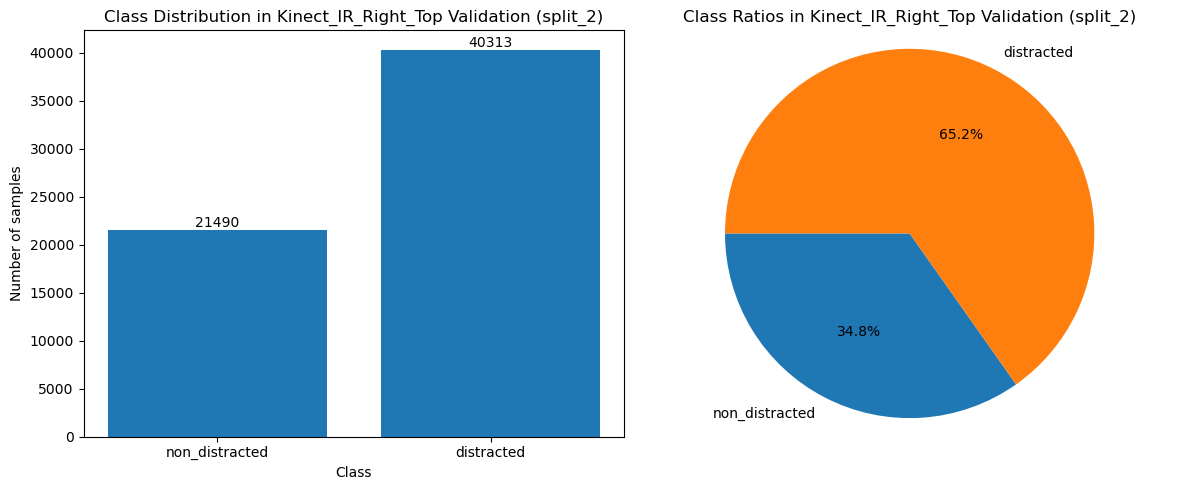 Class Distribution in Kinect_IR_Right_Top Validation (split_2)
Number of samples
40000
35000
30000
25000
20000
15000
10000
5000
0
21490
40313
non_distracted
distracted
Class
Class Ratios in Kinect_IR_Right_Top Validation (split_2)
distracted
65.2%
34.8%
non_distracted